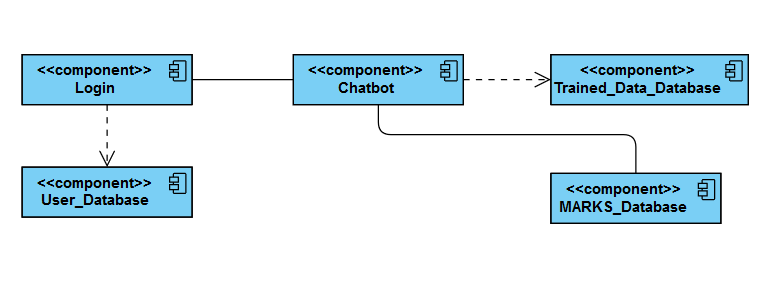 <<component>>
Login
<<component>>
Chatbot
<<component>>
Trained_Data_Database
<<component>>
User_Database
<<component>>
MARKS_Database